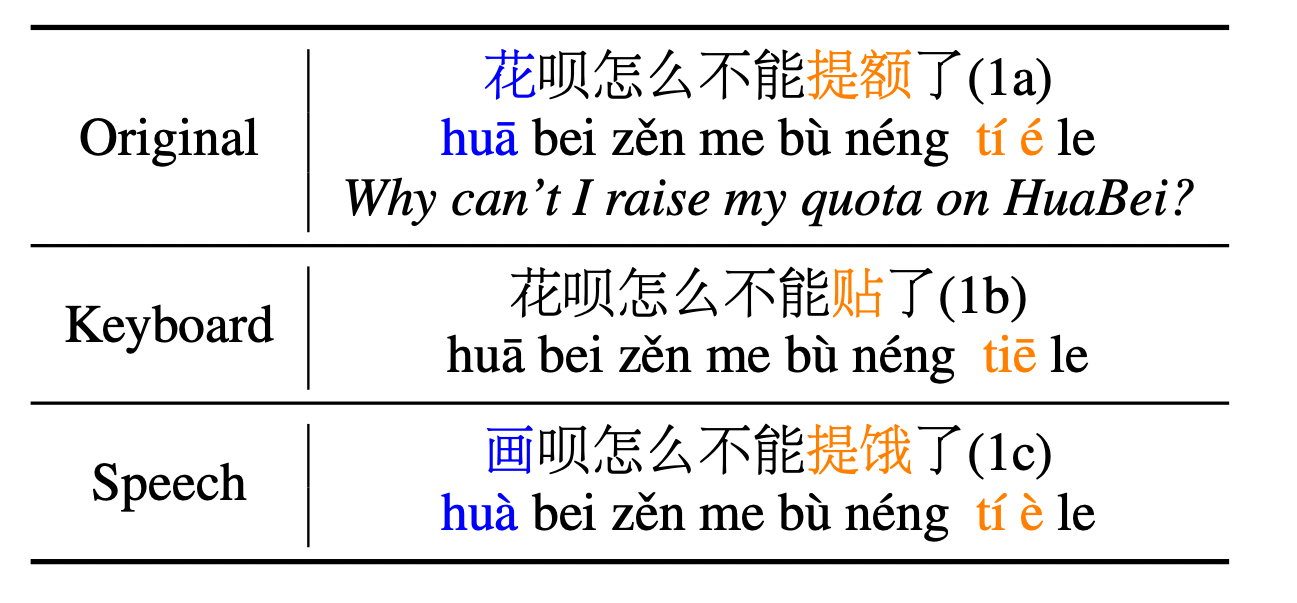 Original
花呗怎么不能提额了(1a)
huā bei zěn me bù néng tí é le
Why can't I raise my quota on HuaBei?
Keyboard
花呗怎么不能贴了(1b)
huā bei zěn me bù néng tiē le
Speech
画呗怎么不能提饿了(1c)
huà bei zěn me bù néng tí è le